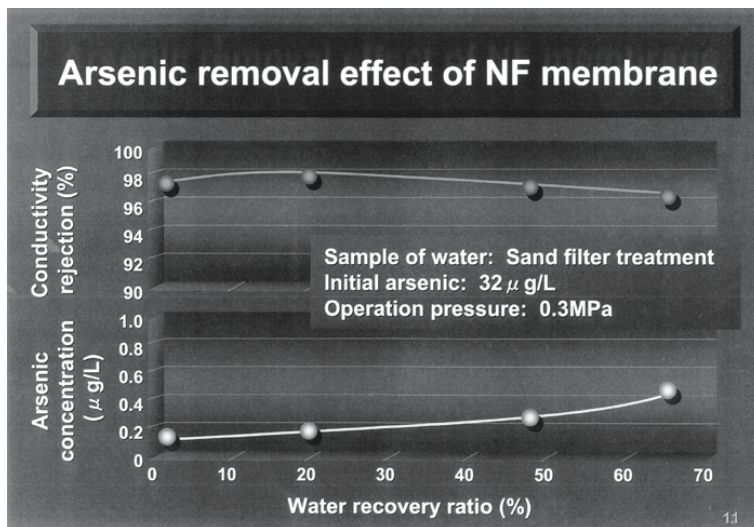 Arsenic removal effect of NF membrane
Conductivity
rejection (%)
100
98
96
94
92
90
Sample of water: Sand filter treatment
Initial arsenic: 32 μg/L
Operation pressure: 0.3MPa
Arsenic
concentration
(μg/L)
1.0
0.8
0.6
0.4
0.2
0
0 10 20 30 40 50 60 70
Water recovery ratio (%)
11